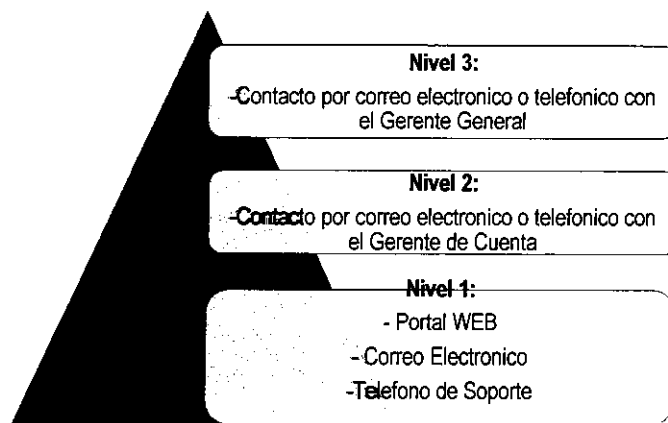 Nivel 3:
-Contacto por correo electronico o telefonico con
el Gerente General
Nivel 2:
-Contacto por correo electronico o telefonico con
el Gerente de Cuenta
Nivel 1:
- Portal WEB
- Correo Electronico
-Telefono de Soporte